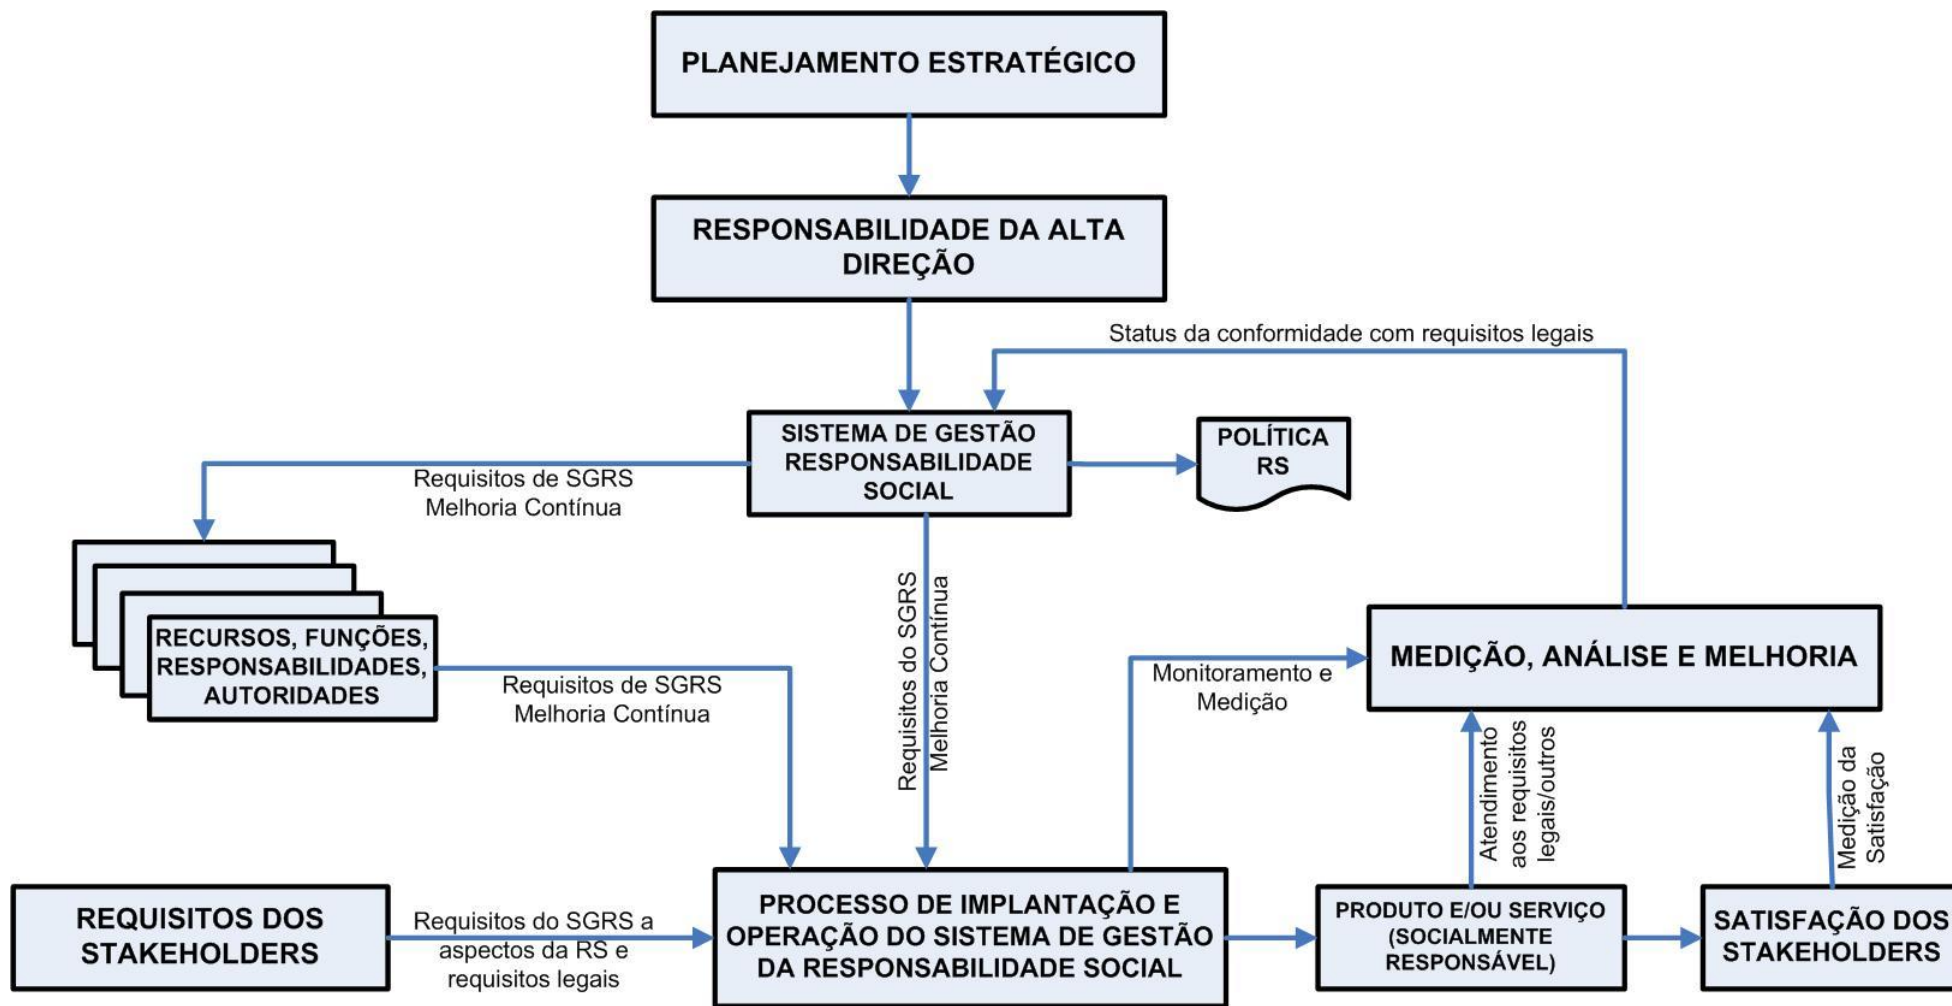 PLANEJAMENTO ESTRATÉGICO
RESPONSABILIDADE DA ALTA
DIREÇÃO
Status da conformidade com requisitos legais
SISTEMA DE GESTÃO
RESPONSABILIDADE
SOCIAL
POLÍTICA
RS
Requisitos de SGRS
Melhoria Contínua
Requisitos do SGRS
Melhoria Contínua
RECURSOS, FUNÇÕES,
RESPONSABILIDADES,
AUTORIDADES
Requisitos de SGRS
Melhoria Contínua
Monitoramento e
Medição
MEDIÇÃO, ANÁLISE E MELHORIA
Atendimento
aos requisitos
legais/outros
Medição da
Satisfação
REQUISITOS DOS
STAKEHOLDERS
Requisitos do SGRS a
aspectos da RS e
requisitos legais
PROCESSO DE IMPLANTAÇÃO E
OPERAÇÃO DO SISTEMA DE GESTÃO
DA RESPONSABILIDADE SOCIAL
PRODUTO E/OU SERVIÇO
(SOCIALMENTE
RESPONSÁVEL)
SATISFAÇÃO DOS
STAKEHOLDERS